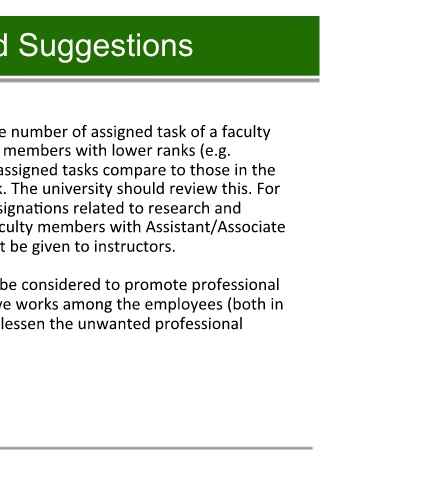 d Suggestions
e number of assigned task of a faculty
members with lower ranks (e.g.
assigned tasks compare to those in the
k. The university should review this. For
signations related to research and
culty members with Assistant/Associate
t be given to instructors.
be considered to promote professional
ve works among the employees (both in
lessen the unwanted professional